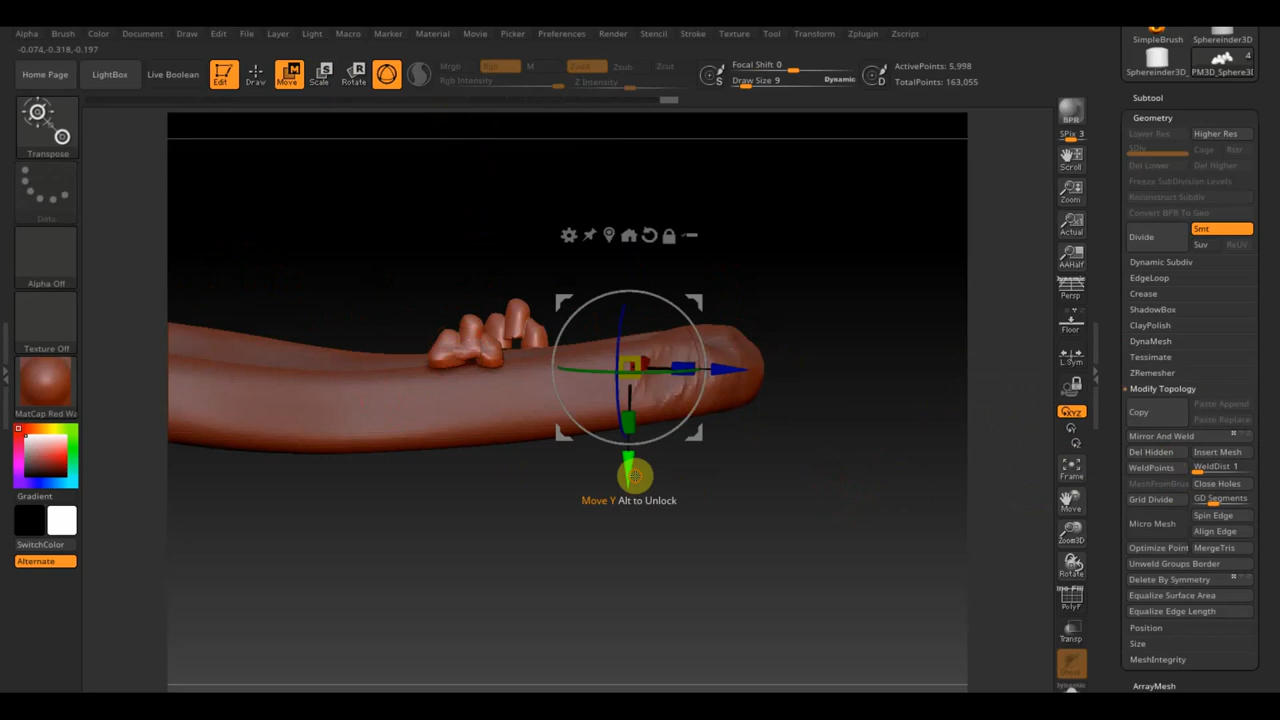 Alpha Brush Color Document Draw Edit File Layer Light Macro Marker Material Movie Picker Preferences Render Stencil Stroke Texture Tool Transform Zplugin Zscript
-0.074,-0.318,-0.197
Home Page LightBox Live Boolean Edit Draw Move Scale Rotate
Mrgb Rgb M Zadd Zsub Zcut
Rgb Intensity Z Intensity
S Focal Shift 0
Draw Size 9 Dynamic D
ActivePoints: 5,998
TotalPoints: 163,055
SimpleBrush Sphereinder3D
Sphereinder3D_ 4 PM3D_Sphere3D
Transpose
Dots
Alpha Off
Texture Off
MatCap Red Wa
Gradient
SwitchColor
Alternate
Move Y Alt to Unlock
BPR
SPix 3
Scroll
Zoom
Actual
AAHalf
Dynamic
Persp
Floor
L.Sym
XYZ
Frame
Move
Zoom3D
Rotate
PolyF
Transp
Dynamic
Subtool
Geometry
Lower Res Higher Res
SDiv Cage Rstr
Del Lower Del Higher
Freeze SubDivision Levels
Reconstruct Subdiv
Convert BPR To Geo
Divide Smt
Suv ReUV
Dynamic Subdiv
EdgeLoop
Crease
ShadowBox
ClayPolish
DynaMesh
Tessimate
ZRemesher
Modify Topology
Copy Paste Append
Paste Replace
Mirror And Weld
Del Hidden Insert Mesh
WeldPoints WeldDist 1
MeshFromBrus Close Holes
Grid Divide GD Segments
Micro Mesh Spin Edge
Align Edge
Optimize Point MergeTris
Unweld Groups Border
Delete By Symmetry
Equalize Surface Area
Equalize Edge Length
Position
Size
MeshIntegrity
ArrayMesh